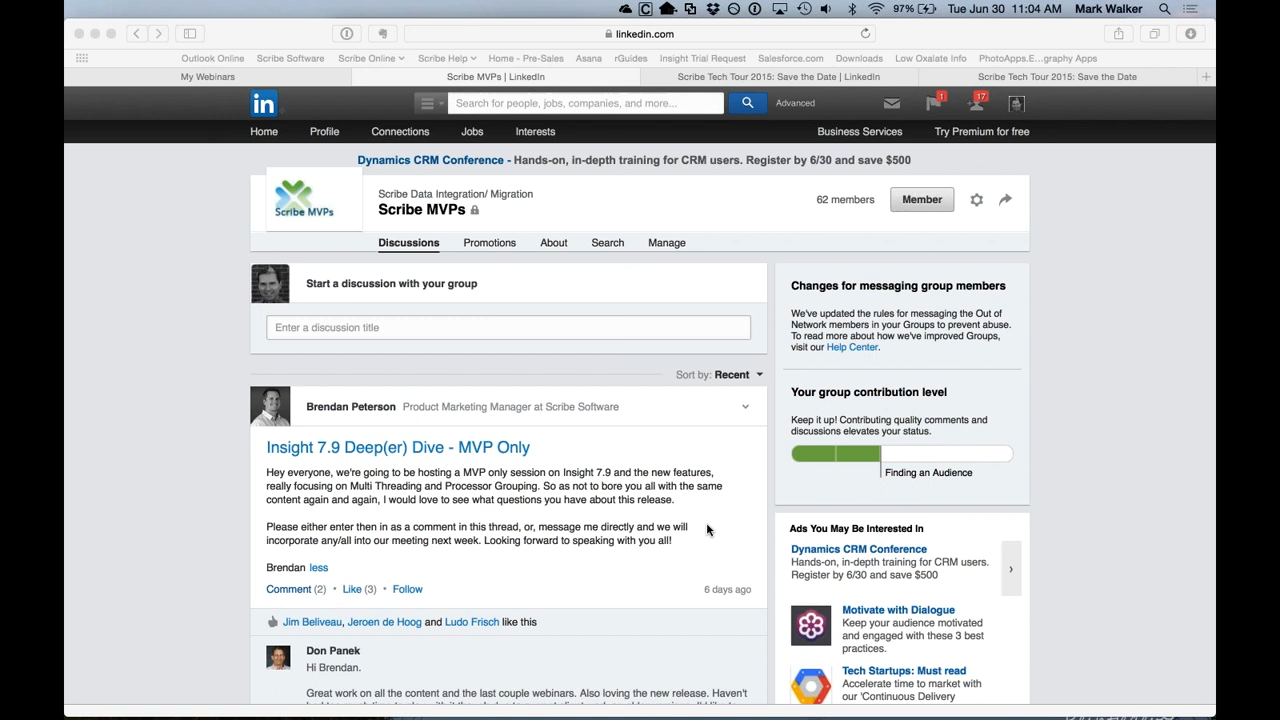 97% Tue Jun 30 11:04 AM Mark Walker
linkedin.com
Outlook Online Scribe Software Scribe Online Scribe Help Home - Pre-Sales Asana rGuides Insight Trial Request Salesforce.com Downloads Low Oxalate Info PhotoApps.E...graphy Apps
My Webinars Scribe MVPs | LinkedIn Scribe Tech Tour 2015: Save the Date | LinkedIn Scribe Tech Tour 2015: Save the Date
in Search for people, jobs, companies, and more... Advanced 1 17
Home Profile Connections Jobs Interests Business Services Try Premium for free
Dynamics CRM Conference - Hands-on, in-depth training for CRM users. Register by 6/30 and save $500
Scribe MVPs
Scribe Data Integration/ Migration
Scribe MVPs
62 members Member
Discussions Promotions About Search Manage
Start a discussion with your group
Enter a discussion title
Sort by: Recent
Brendan Peterson Product Marketing Manager at Scribe Software
Insight 7.9 Deep(er) Dive - MVP Only
Hey everyone, we're going to be hosting a MVP only session on Insight 7.9 and the new features,
really focusing on Multi Threading and Processor Grouping. So as not to bore you all with the same
content again and again, I would love to see what questions you have about this release.
Please either enter then in as a comment in this thread, or, message me directly and we will
incorporate any/all into our meeting next week. Looking forward to speaking with you all!
Brendan less
Comment (2) • Like (3) • Follow 6 days ago
Jim Beliveau, Jeroen de Hoog and Ludo Frisch like this
Don Panek
Hi Brendan.
Great work on all the content and the last couple webinars. Also loving the new release. Haven't
Changes for messaging group members
We've updated the rules for messaging the Out of
Network members in your Groups to prevent abuse.
To read more about how we've improved Groups,
visit our Help Center.
Your group contribution level
Keep it up! Contributing quality comments and
discussions elevates your status.
Finding an Audience
Ads You May Be Interested In
Dynamics CRM Conference
Hands-on, in-depth training for CRM users.
Register by 6/30 and save $500
Motivate with Dialogue
Keep your audience motivated
and engaged with these 3 best
practices.
Tech Startups: Must read
Accelerate time to market with
our 'Continuous Delivery